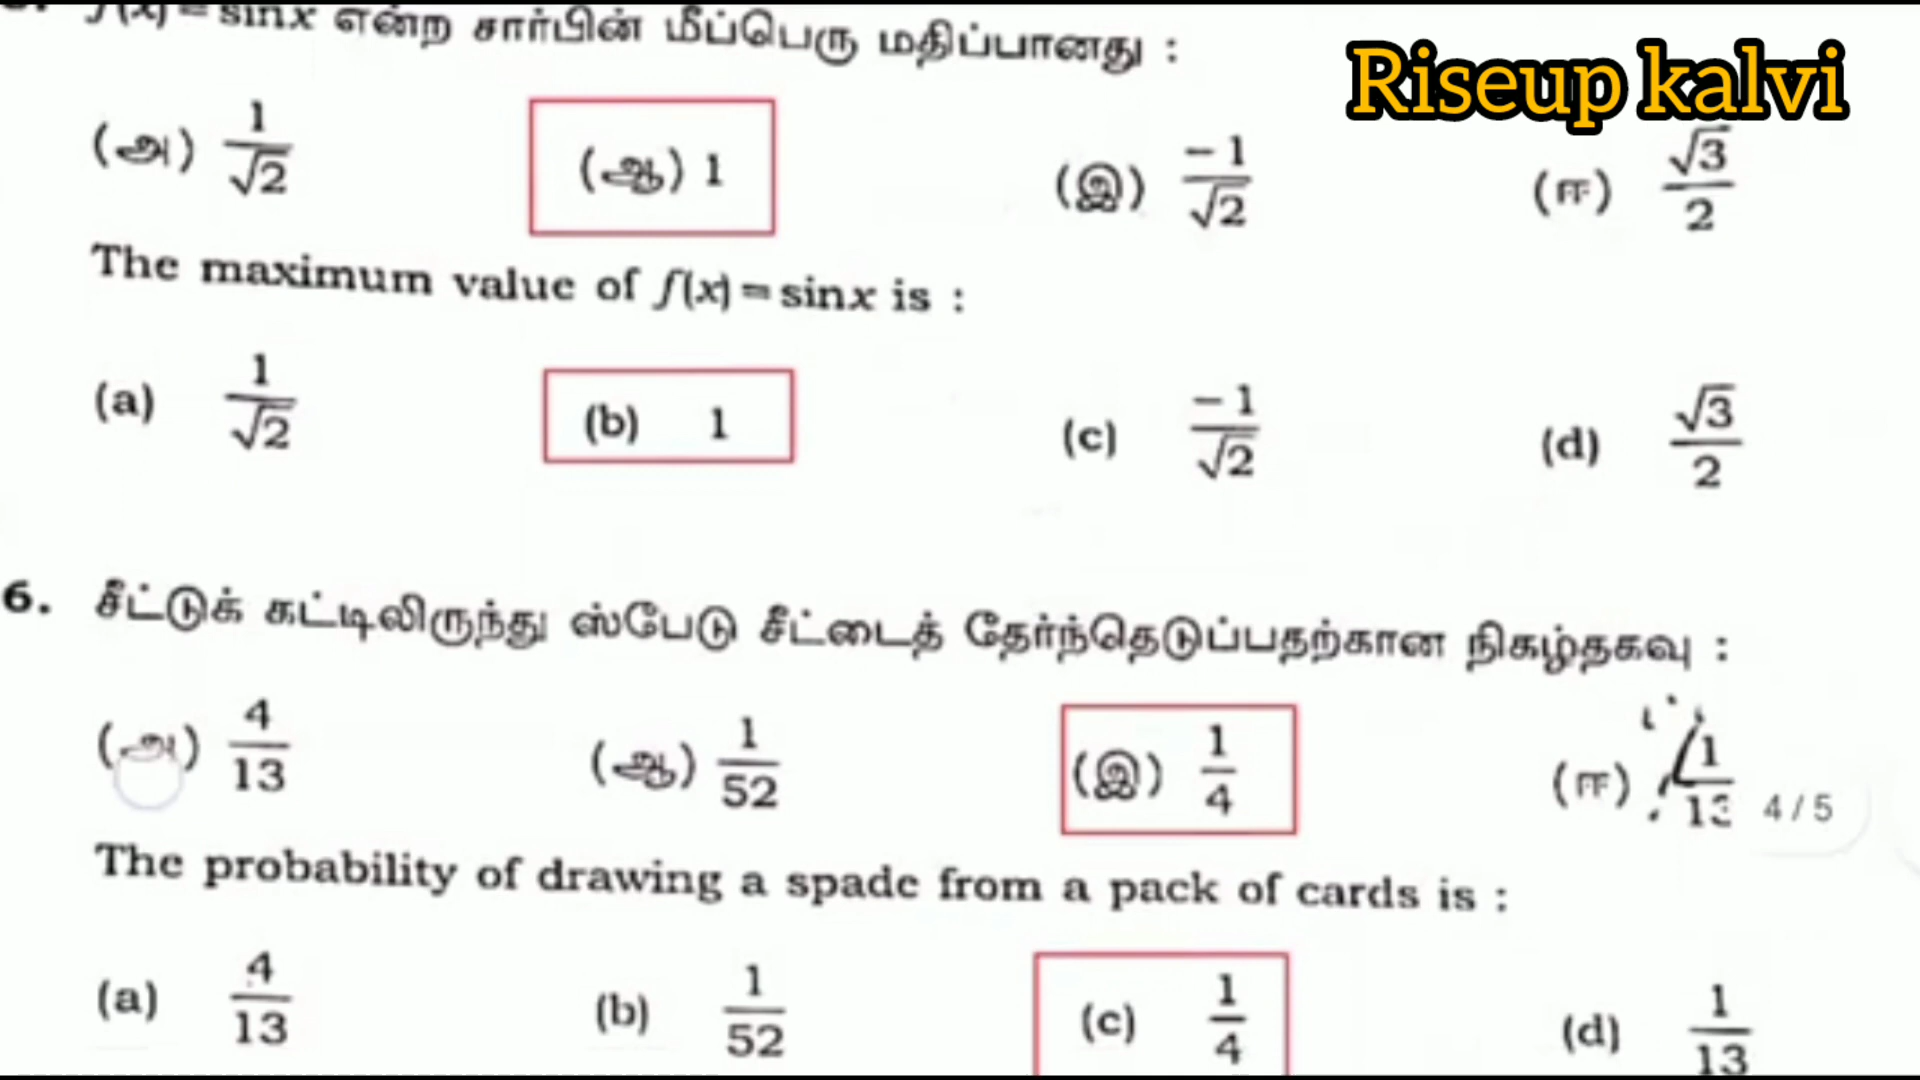 f(x) = sinx என்ற சார்பின் மீப்பெரு மதிப்பானது :
Riseup kalvi
(அ) 1/√2 (ஆ) 1 (இ) -1/√2 (ஈ) √3/2
The maximum value of f(x) = sinx is :
(a) 1/√2 (b) 1 (c) -1/√2 (d) √3/2
6. சீட்டுக் கட்டிலிருந்து ஸ்பேடு சீட்டைத் தேர்ந்தெடுப்பதற்கான நிகழ்தகவு :
(அ) 4/13 (ஆ) 1/52 (இ) 1/4 (ஈ) 1/13
4 / 5
The probability of drawing a spade from a pack of cards is :
(a) 4/13 (b) 1/52 (c) 1/4 (d) 1/13